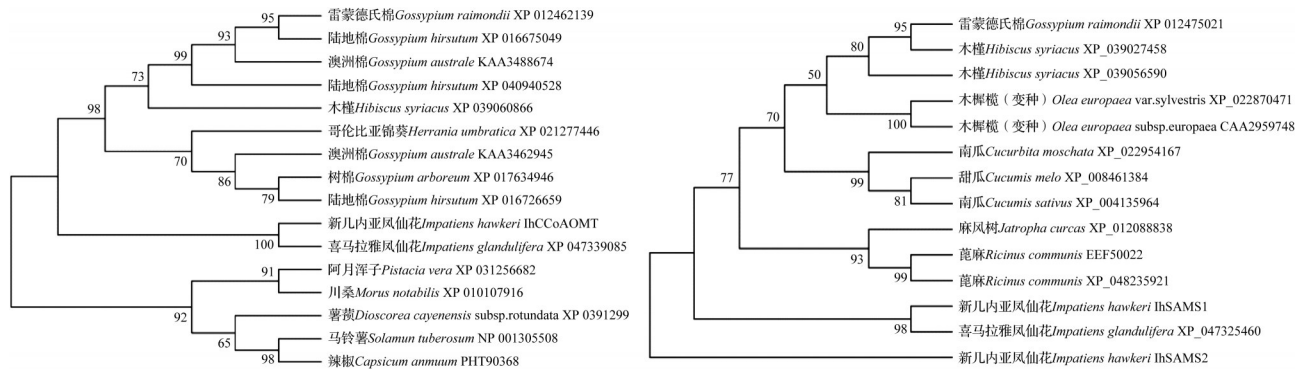 雷蒙德氏棉Gossypium raimondii XP 012462139
陆地棉Gossypium hirsutum XP 016675049
澳洲棉Gossypium australe KAA3488674
陆地棉Gossypium hirsutum XP 040940528
木槿Hibiscus syriacus XP 039060866
哥伦比亚锦葵Herrania umbratica XP 021277446
澳洲棉Gossypium australe KAA3462945
树棉Gossypium arboreum XP 017634946
陆地棉Gossypium hirsutum XP 016726659
新几内亚凤仙花Impatiens hawkeri IhCCoAOMT
喜马拉雅凤仙花Impatiens glandulifera XP 047339085
阿月浑子Pistacia vera XP 031256682
川桑Morus notabilis XP 010107916
薯蓣Dioscorea cayensis subsp.rotundata XP 0391299
马铃薯Solamun tuberosum NP 001305508
辣椒Capsicum anmuum PHT90368
95
93
99
73
98
70
86
79
100
91
92
65
98
雷蒙德氏棉Gossypium raimondii XP_012475021
木槿Hibiscus syriacus XP_039027458
木槿Hibiscus syriacus XP_039056590
木樨榄（变种）Olea europaea var.sylvestris XP_022870471
木樨榄（变种）Olea europaea subsp.europaea CAA2959748
南瓜Cucurbita moschata XP_022954167
甜瓜Cucumis melo XP_008461384
南瓜Cucumis sativus XP_004135964
麻风树Jatropha curcas XP_012088838
蓖麻Ricinus communis EEF50022
蓖麻Ricinus communis XP_048235921
新几内亚凤仙花Impatiens hawkeri IhSAMS1
喜马拉雅凤仙花Impatiens glandulifera XP_047325460
新几内亚凤仙花Impatiens hawkeri IhSAMS2
95
80
50
100
70
99
81
77
93
99
98